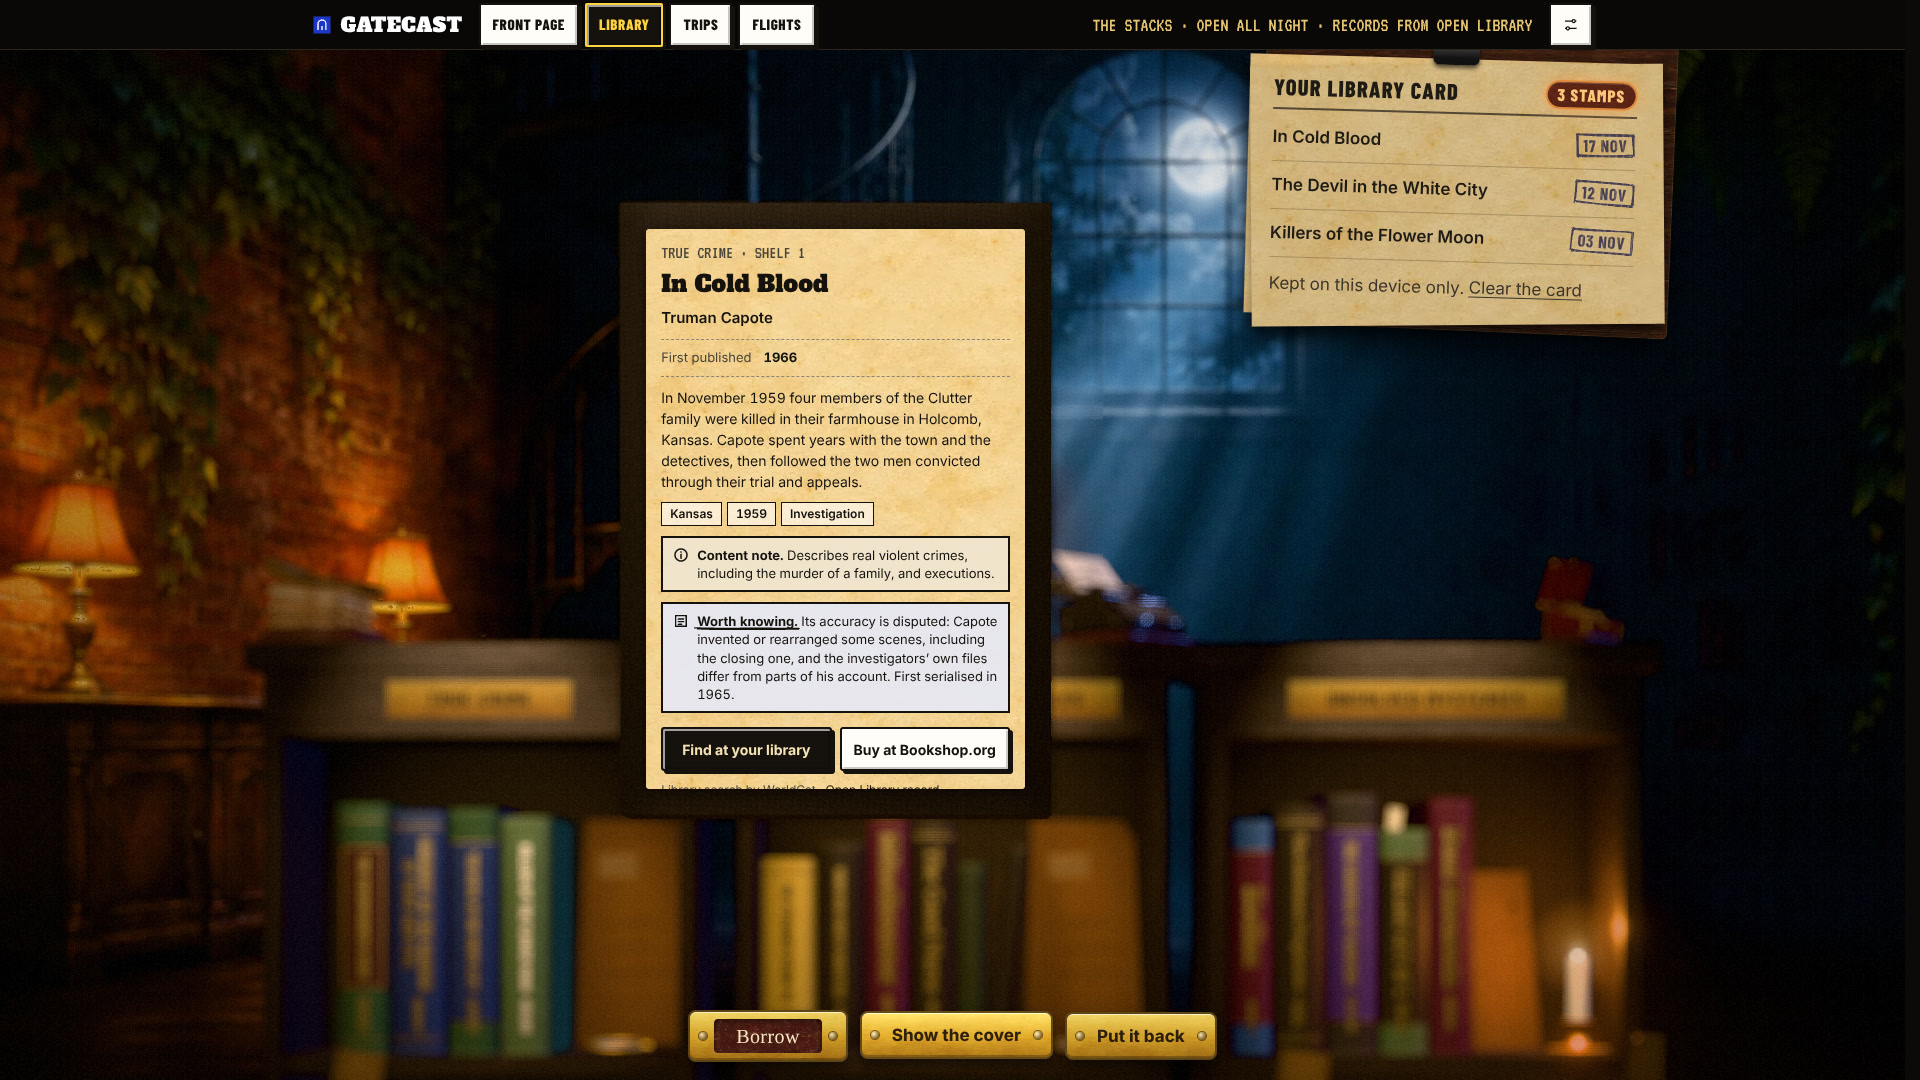 GATECAST
FRONT PAGE
LIBRARY
TRIPS
FLIGHTS
THE STACKS · OPEN ALL NIGHT · RECORDS FROM OPEN LIBRARY
YOUR LIBRARY CARD
3 STAMPS
In Cold Blood
17 NOV
The Devil in the White City
12 NOV
Killers of the Flower Moon
03 NOV
Kept on this device only. Clear the card
TRUE CRIME · SHELF 1
In Cold Blood
Truman Capote
First published 1966
In November 1959 four members of the Clutter
family were killed in their farmhouse in Holcomb,
Kansas. Capote spent years with the town and the
detectives, then followed the two men convicted
through their trial and appeals.
Kansas
1959
Investigation
Content note. Describes real violent crimes,
including the murder of a family, and executions.
Worth knowing. Its accuracy is disputed: Capote
invented or rearranged some scenes, including
the closing one, and the investigators' own files
differ from parts of his account. First serialised in
1965.
Find at your library
Buy at Bookshop.org
Library search by WorldCat · Open Library record
Borrow
Show the cover
Put it back